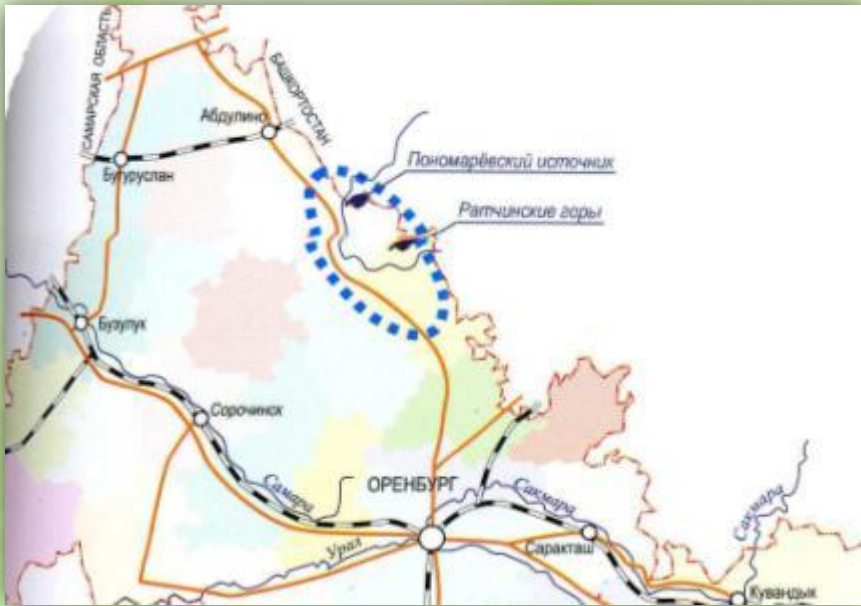 САМАРСКАЯ ОБЛАСТЬ
БАШКОРТОСТАН
Абдулино
Бугуруслан
Пономарёвский источник
Ратчинские горы
Бузулук
Сорочинск
Самара
ОРЕНБУРГ
Сакмара
Сакмара
Урал
Саракташ
Кувандык